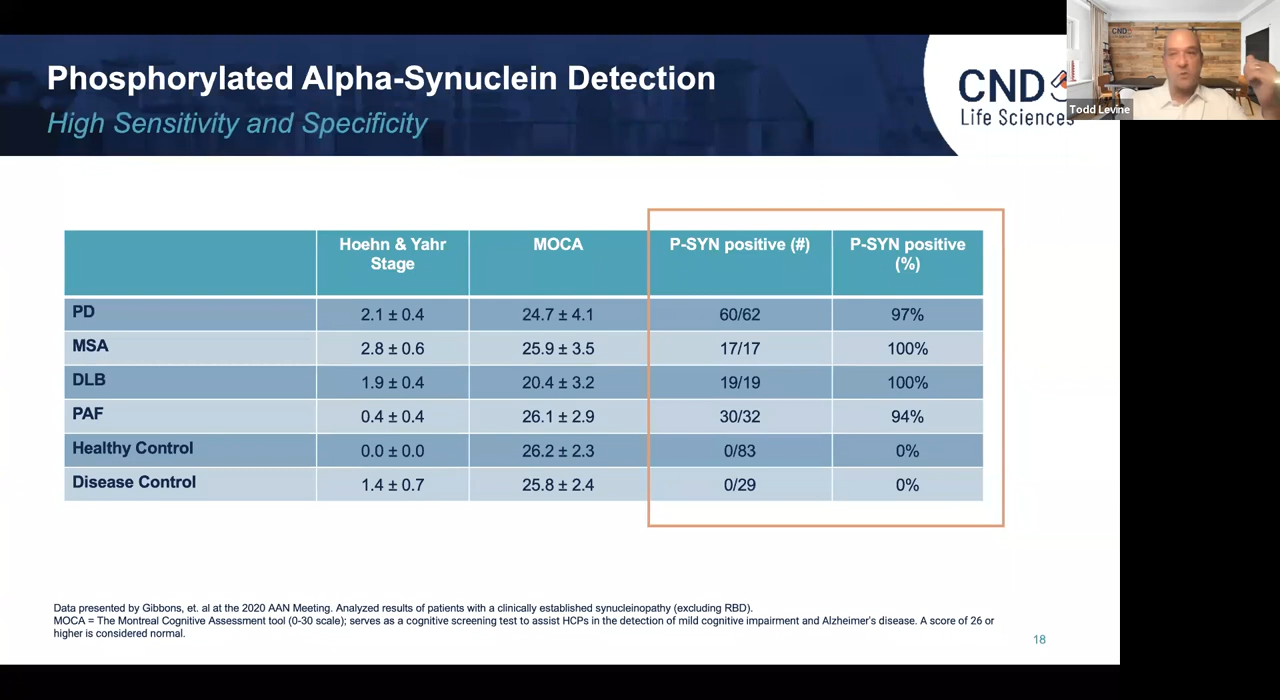 Phosphorylated Alpha-Synuclein Detection
High Sensitivity and Specificity
CND
Life Sciences
CND
Todd Levine
Hoehn & Yahr Stage MOCA P-SYN positive (#) P-SYN positive (%)
PD 2.1 ± 0.4 24.7 ± 4.1 60/62 97%
MSA 2.8 ± 0.6 25.9 ± 3.5 17/17 100%
DLB 1.9 ± 0.4 20.4 ± 3.2 19/19 100%
PAF 0.4 ± 0.4 26.1 ± 2.9 30/32 94%
Healthy Control 0.0 ± 0.0 26.2 ± 2.3 0/83 0%
Disease Control 1.4 ± 0.7 25.8 ± 2.4 0/29 0%
Data presented by Gibbons, et. al at the 2020 AAN Meeting. Analyzed results of patients with a clinically established synucleinopathy (excluding RBD).
MOCA = The Montreal Cognitive Assessment tool (0-30 scale); serves as a cognitive screening test to assist HCPs in the detection of mild cognitive impairment and Alzheimer's disease. A score of 26 or
higher is considered normal.
18